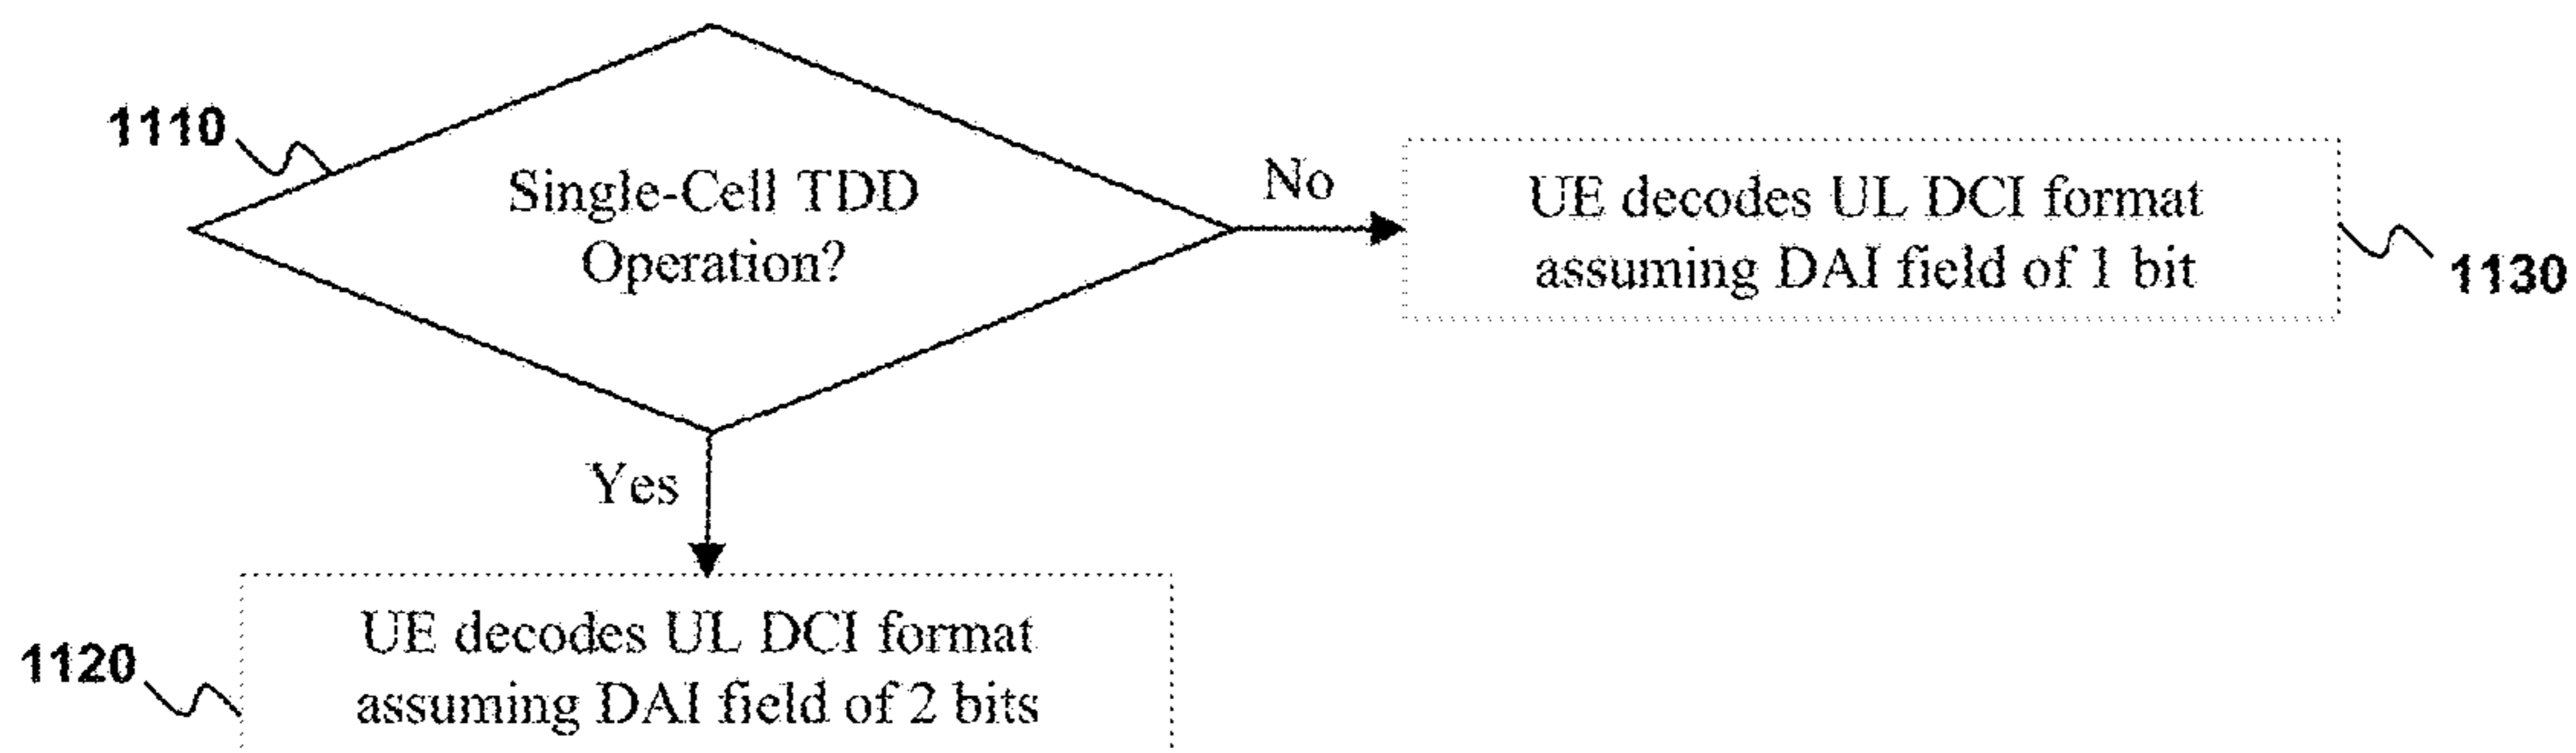 1110
Single-Cell TDD
Operation?
No
UE decodes UL DCI format
assuming DAI field of 1 bit
1130
Yes
1120
UE decodes UL DCI format
assuming DAI field of 2 bits